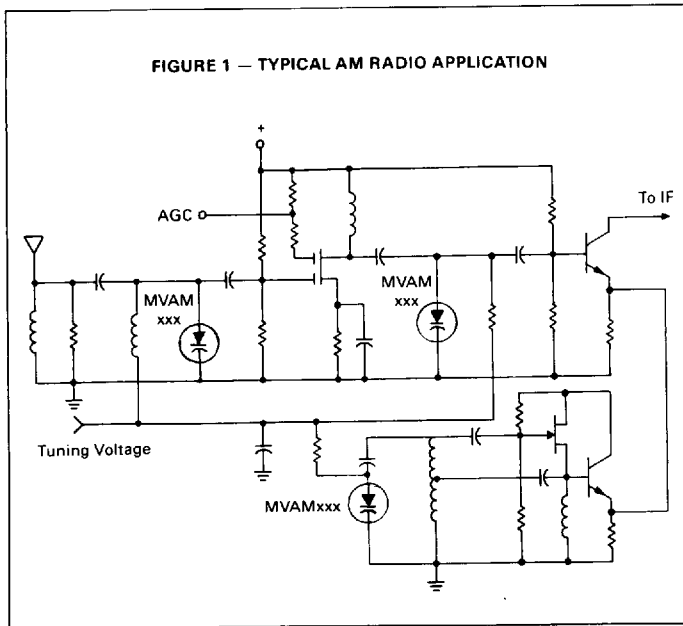 FIGURE 1 — TYPICAL AM RADIO APPLICATION
+
To IF
AGC
MVAM
xxx
MVAM
xxx
Tuning Voltage
MVAMxxx